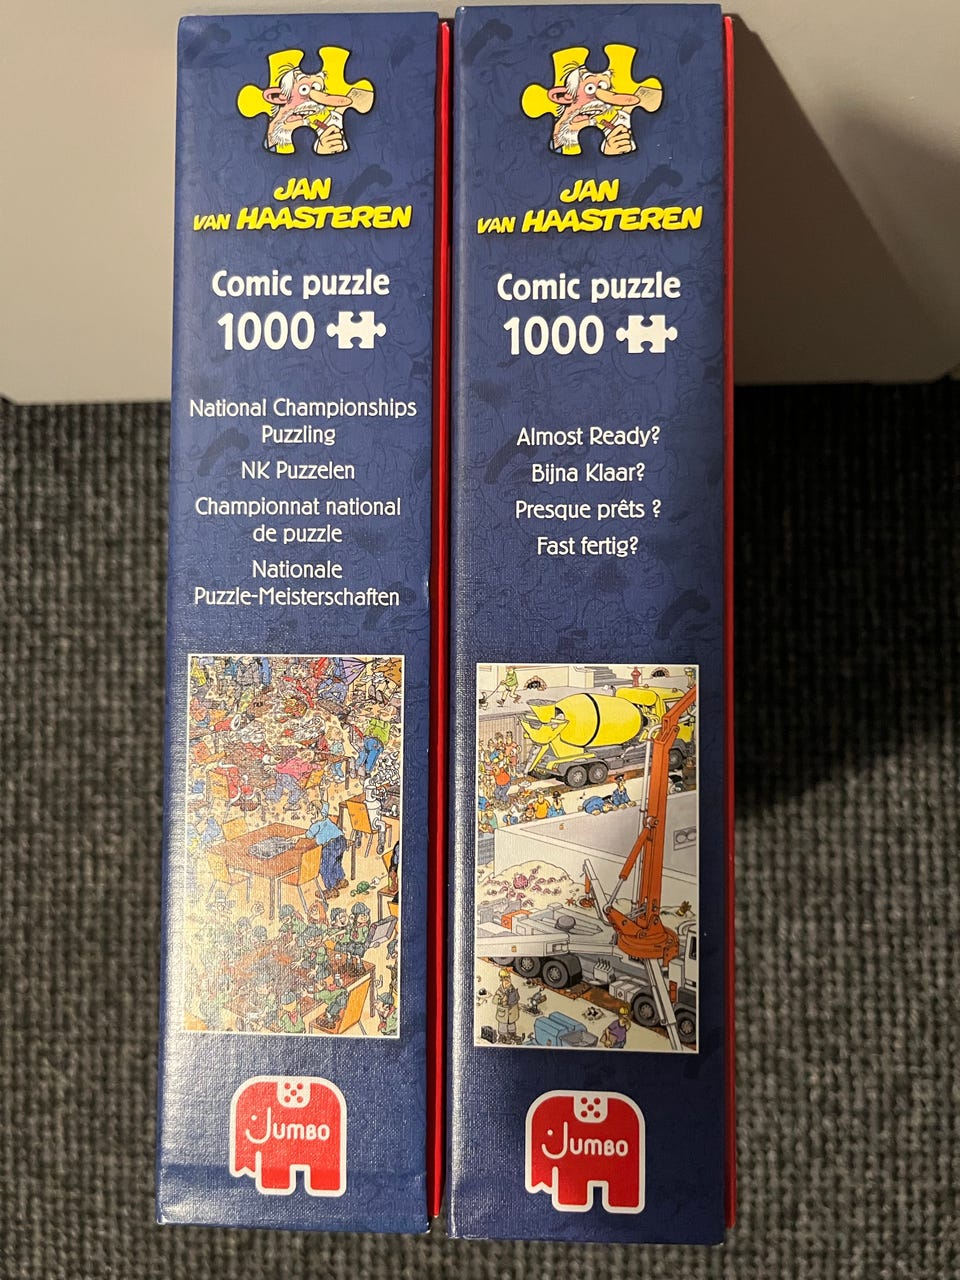 JAN
VAN HAASTEREN
Comic puzzle
1000
National Championships
Puzzling
NK Puzzelen
Championnat national
de puzzle
Nationale
Puzzle-Meisterschaften
JUMBO
JAN
VAN HAASTEREN
Comic puzzle
1000
Almost Ready?
Bijna Klaar?
Presque prêts ?
Fast fertig?
JUMBO